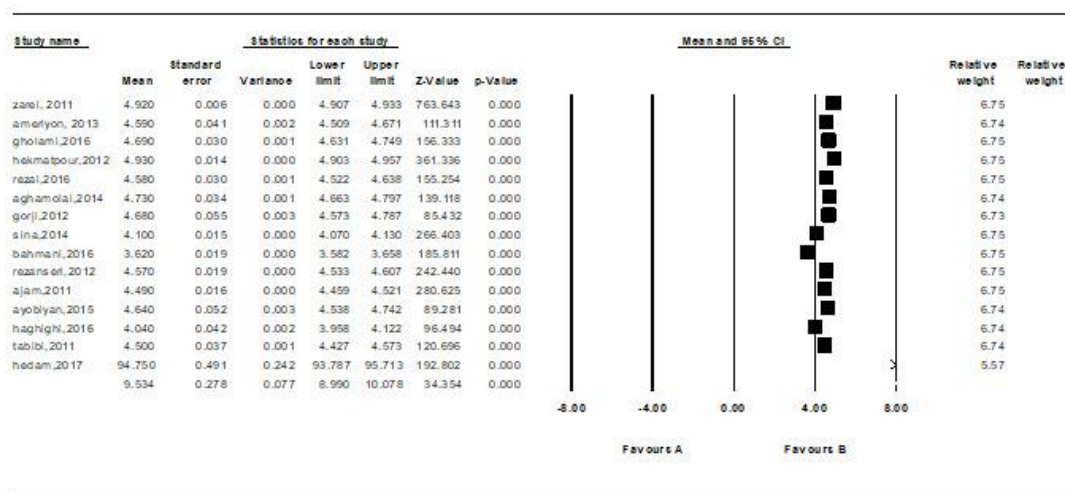 Study name Statistics for each study Mean and 95% CI
Standard Lower Upper Relative Relative
Mean error Variance limit limit Z-Value p-Value weight weight
zarei, 2011 4.920 0.006 0.000 4.907 4.933 763.643 0.000 6.75
ameriyon, 2013 4.590 0.041 0.002 4.509 4.671 111.311 0.000 6.74
gholami,2016 4.690 0.030 0.001 4.631 4.749 156.333 0.000 6.75
hekmatpour,2012 4.930 0.014 0.000 4.903 4.957 361.336 0.000 6.75
rezai,2016 4.580 0.030 0.001 4.522 4.638 155.254 0.000 6.75
aghamolai,2014 4.730 0.034 0.001 4.663 4.797 139.118 0.000 6.74
gorji,2012 4.680 0.055 0.003 4.573 4.787 85.432 0.000 6.73
sina,2014 4.100 0.015 0.000 4.070 4.130 266.403 0.000 6.75
bahmani,2016 3.620 0.019 0.000 3.582 3.658 185.811 0.000 6.75
rezanseri,2012 4.570 0.019 0.000 4.533 4.607 242.440 0.000 6.75
ajam,2011 4.490 0.016 0.000 4.459 4.521 280.625 0.000 6.75
ayobiyan,2015 4.640 0.052 0.003 4.538 4.742 89.281 0.000 6.74
haghighi,2016 4.040 0.042 0.002 3.958 4.122 96.494 0.000 6.74
tabibi,2011 4.500 0.037 0.001 4.427 4.573 120.696 0.000 6.74
hedam,2017 94.750 0.491 0.242 93.787 95.713 192.802 0.000 5.57
9.534 0.278 0.077 8.990 10.078 34.354 0.000
-8.00 -4.00 0.00 4.00 8.00
Favours A Favours B